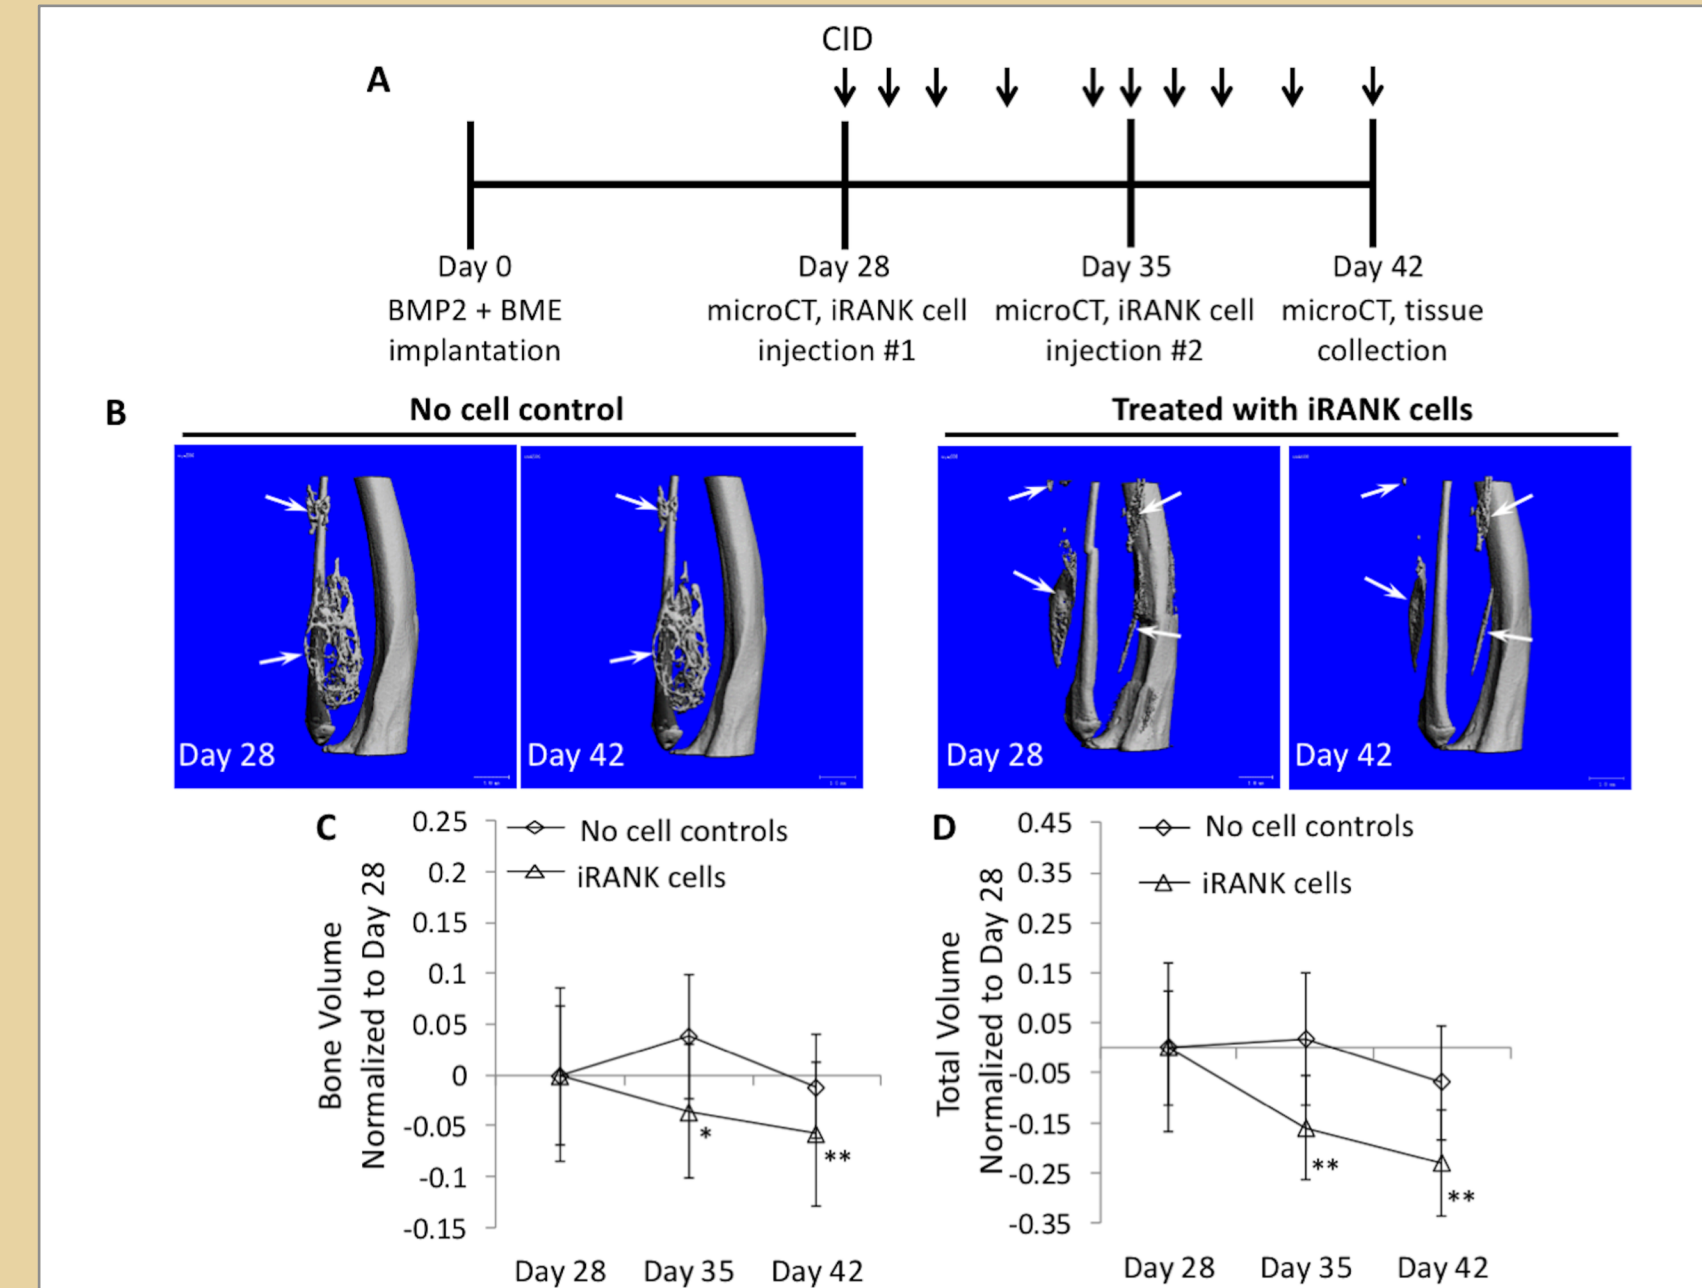 CID
A
Day 0
BMP2 + BME
implantation
Day 28
microCT, iRANK cell
injection #1
Day 35
microCT, iRANK cell
injection #2
Day 42
microCT, tissue
collection
B
No cell control
Treated with iRANK cells
Day 28
Day 42
Day 28
Day 42
C
Bone Volume
Normalized to Day 28
0.25
0.2
0.15
0.1
0.05
0
-0.05
-0.1
-0.15
No cell controls
iRANK cells
*
**
Day 28
Day 35
Day 42
D
Total Volume
Normalized to Day 28
0.45
0.35
0.25
0.15
0.05
-0.05
-0.15
-0.25
-0.35
No cell controls
iRANK cells
**
**
Day 28
Day 35
Day 42